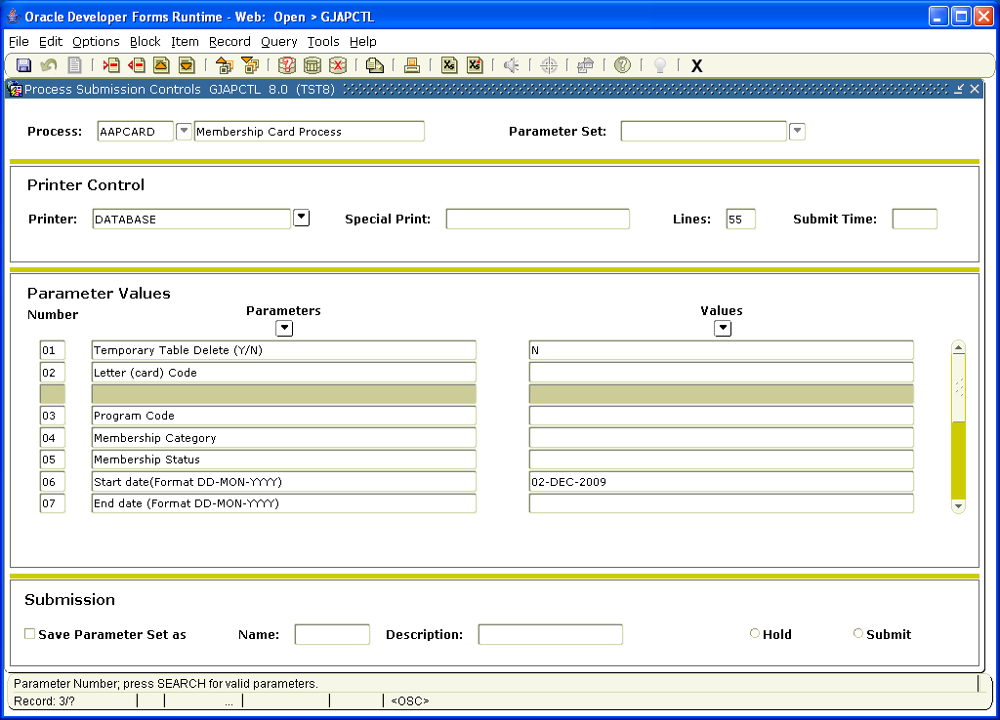 Oracle Developer Forms Runtime - Web: Open > GJAPCTL
File Edit Options Block Item Record Query Tools Help
X
Process Submission Controls GJAPCTL 8.0 (TST8)
Process: AAPCARD Membership Card Process Parameter Set:
Printer Control
Printer: DATABASE Special Print: Lines: 55 Submit Time:
Parameter Values
Number Parameters Values
01 Temporary Table Delete (Y/N) N
02 Letter (card) Code
03 Program Code
04 Membership Category
05 Membership Status
06 Start date(Format DD-MON-YYYY) 02-DEC-2009
07 End date (Format DD-MON-YYYY)
Submission
Save Parameter Set as Name: Description: Hold Submit
Parameter Number; press SEARCH for valid parameters.
Record: 3/? ... <OSC>